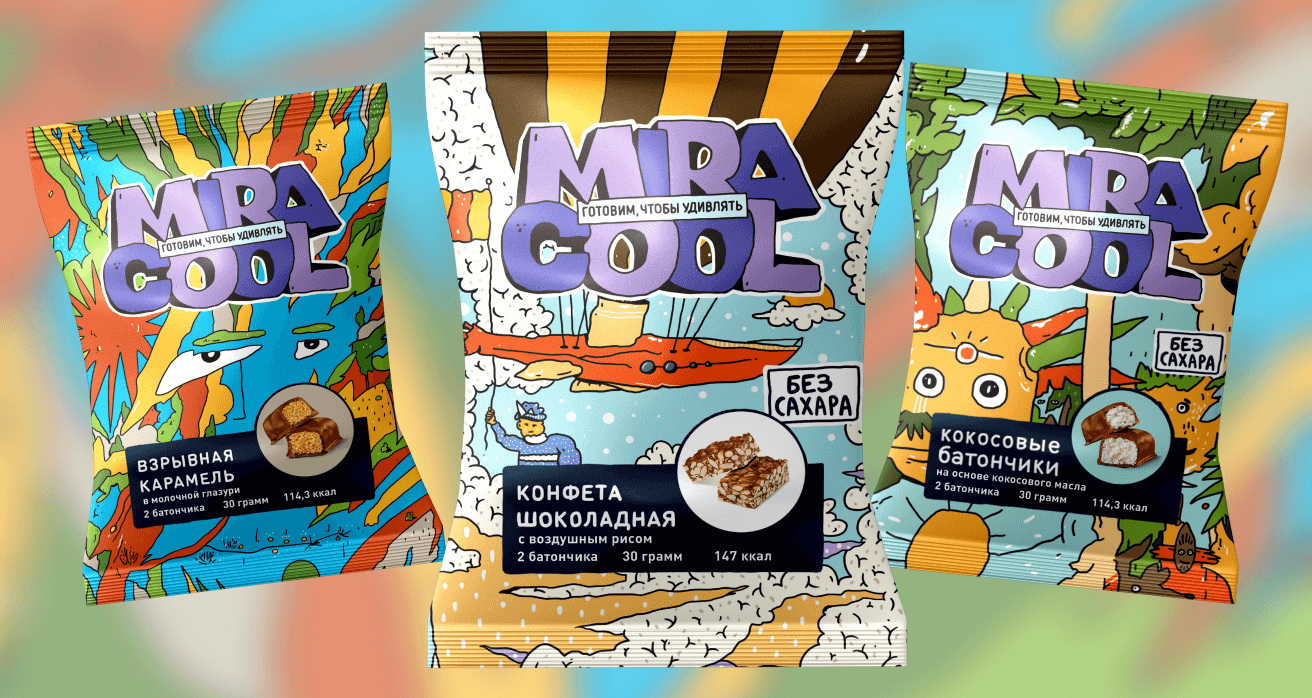 MIRA
ГОТОВИМ, ЧТОБЫ УДИВЛЯТЬ
COOL
ВЗРЫВНАЯ
КАРАМЕЛЬ
в молочной глазури
2 батончика 30 грамм 114,3 ккал
MIRA
ГОТОВИМ, ЧТОБЫ УДИВЛЯТЬ
COOL
БЕЗ
САХАРА
КОНФЕТА
ШОКОЛАДНАЯ
с воздушным рисом
2 батончика 30 грамм 147 ккал
MIRA
ГОТОВИМ, ЧТОБЫ УДИВЛЯТЬ
COOL
БЕЗ
САХАРА
кокосовые
батончики
на основе кокосового масла
2 батончика 30 грамм 114,3 ккал